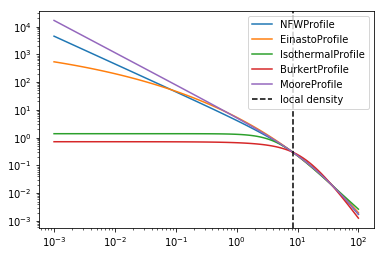 NFWProfile
EinastoProfile
IsothermalProfile
BurkertProfile
MooreProfile
local density
10⁴
10³
10²
10¹
10⁰
10⁻¹
10⁻²
10⁻³
10⁻³ 10⁻² 10⁻¹ 10⁰ 10¹ 10²